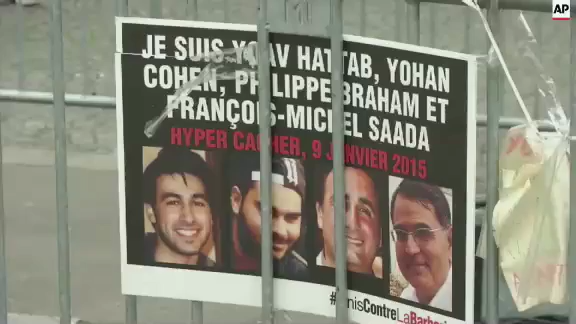 AP
JE SUIS YOAV HATTAB, YOHAN
COHEN, PHILIPPE BRAHAM ET
FRANÇOIS-MICHEL SAADA
HYPER CACHER, 9 JANVIER 2015